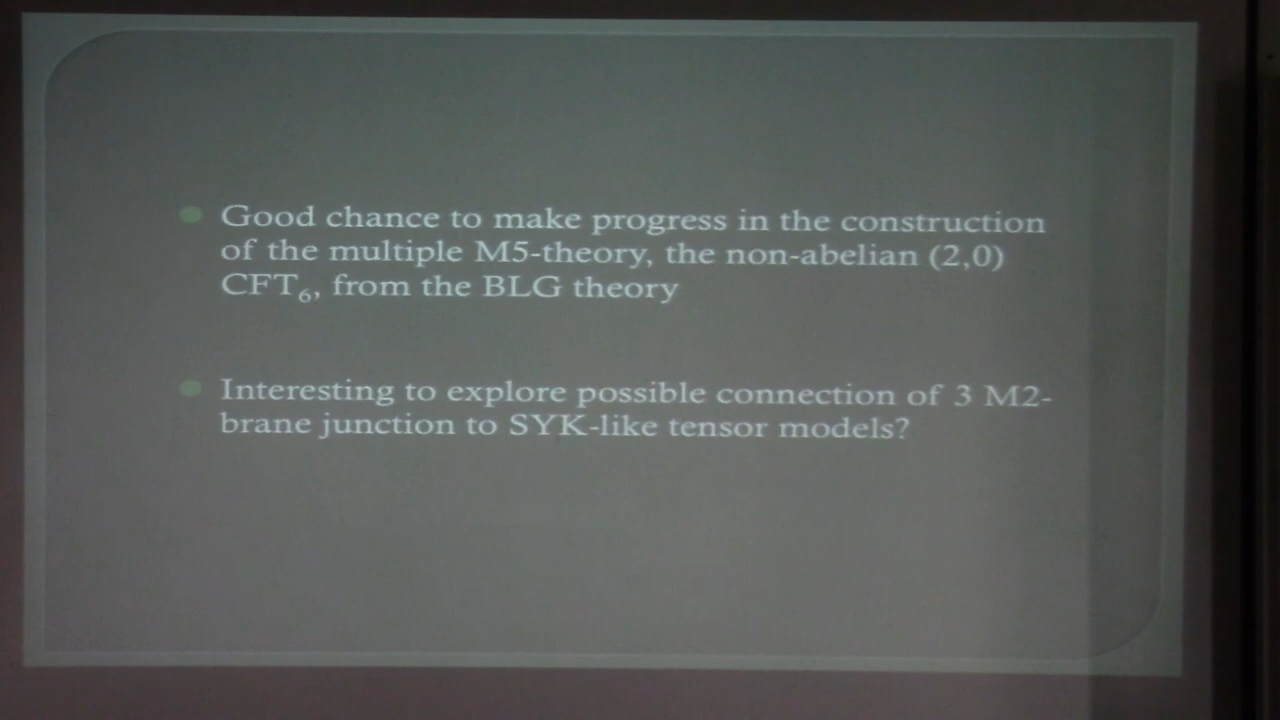 Good chance to make progress in the construction
of the multiple M5-theory, the non-abelian (2,0)
CFT₆, from the BLG theory
Interesting to explore possible connection of 3 M2-
brane junction to SYK-like tensor models?